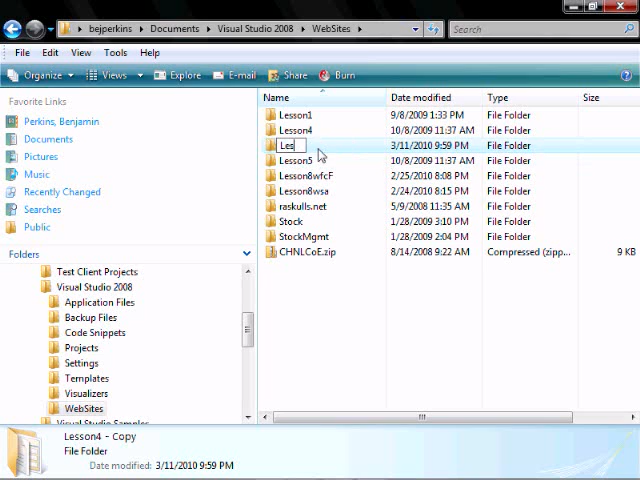 bejperkins ▸ Documents ▸ Visual Studio 2008 ▸ WebSites ▸
Search
File Edit View Tools Help
Organize Views Explore E-mail Share Burn
Favorite Links
Perkins, Benjamin
Documents
Pictures
Music
Recently Changed
Searches
Public
Folders
Test Client Projects
Visual Studio 2008
Application Files
Backup Files
Code Snippets
Projects
Settings
Templates
Visualizers
WebSites
Visual Studio Samples
Name Date modified Type Size
Lesson1 9/8/2009 1:33 PM File Folder
Lesson4 10/8/2009 11:37 AM File Folder
Les 3/11/2010 9:59 PM File Folder
Lesson5 10/8/2009 11:37 AM File Folder
Lesson8wfcF 2/25/2010 8:08 PM File Folder
Lesson8wsa 2/24/2010 8:15 PM File Folder
raskulls.net 5/9/2008 11:35 AM File Folder
Stock 1/28/2009 3:10 PM File Folder
StockMgmt 1/28/2009 2:04 PM File Folder
CHNLCoE.zip 8/14/2008 9:22 AM Compressed (zipp... 9 KB
Lesson4 - Copy
File Folder
Date modified: 3/11/2010 9:59 PM